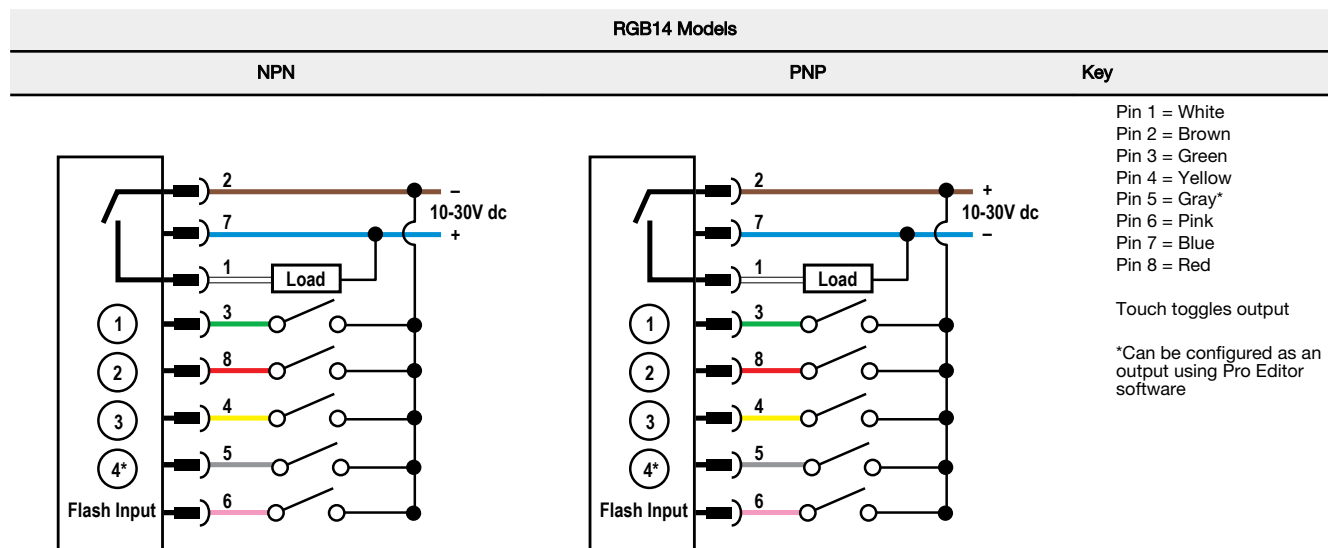 RGB14 Models
NPN
PNP
Key
2
–
10-30V dc
7
+
1
Load
1
3
2
8
3
4
4*
5
Flash Input
6
2
+
10-30V dc
7
–
1
Load
1
3
2
8
3
4
4*
5
Flash Input
6
Pin 1 = White
Pin 2 = Brown
Pin 3 = Green
Pin 4 = Yellow
Pin 5 = Gray*
Pin 6 = Pink
Pin 7 = Blue
Pin 8 = Red
Touch toggles output
*Can be configured as an
output using Pro Editor
software